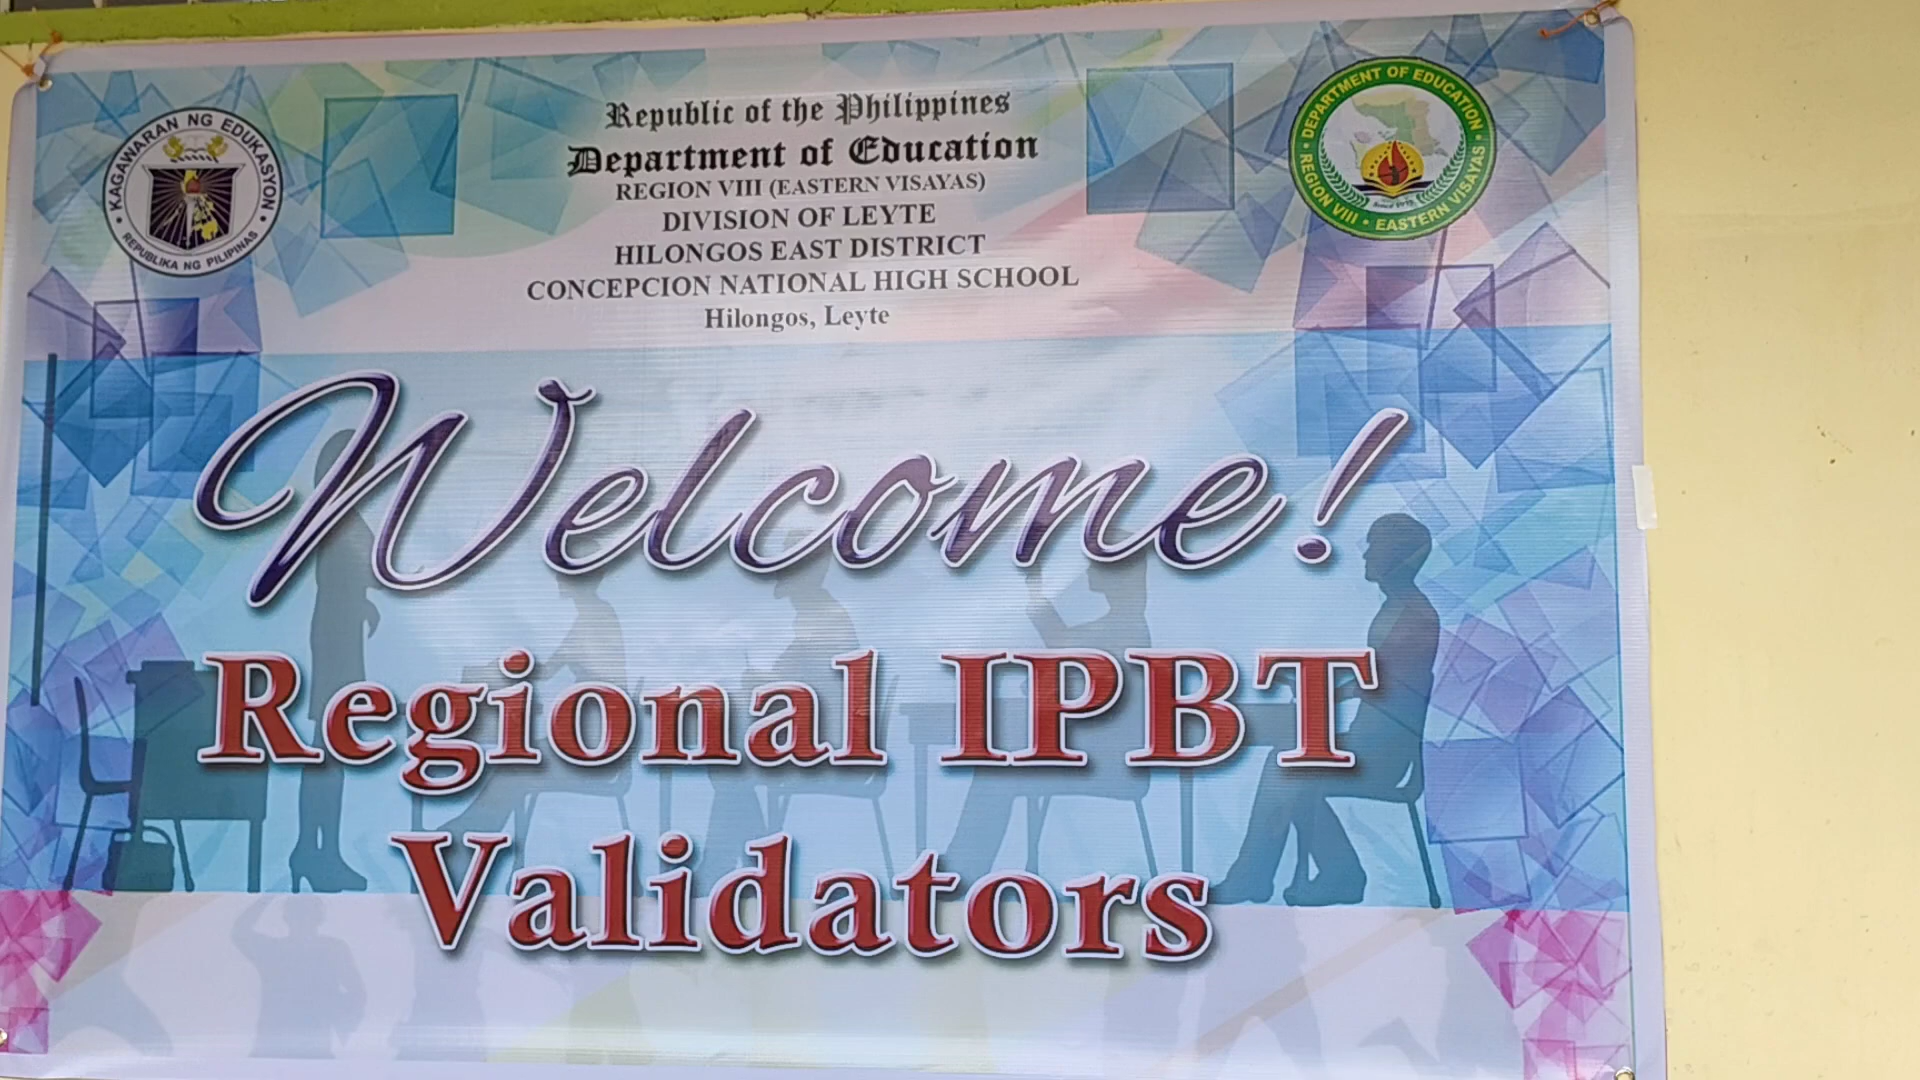 KAGAWARAN NG EDUKASYON
REPUBLIKA NG PILIPINAS
Republic of the Philippines
Department of Education
REGION VIII (EASTERN VISAYAS)
DIVISION OF LEYTE
HILONGOS EAST DISTRICT
CONCEPCION NATIONAL HIGH SCHOOL
Hilongos, Leyte
DEPARTMENT OF EDUCATION
REGION VIII • EASTERN VISAYAS
Welcome!
Regional IPBT
Validators